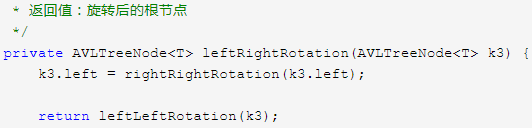 * 返回值：旋转后的根节点
*/
private AVLTreeNode<T> leftRightRotation(AVLTreeNode<T> k3) {
k3.left = rightRightRotation(k3.left);
return leftLeftRotation(k3);